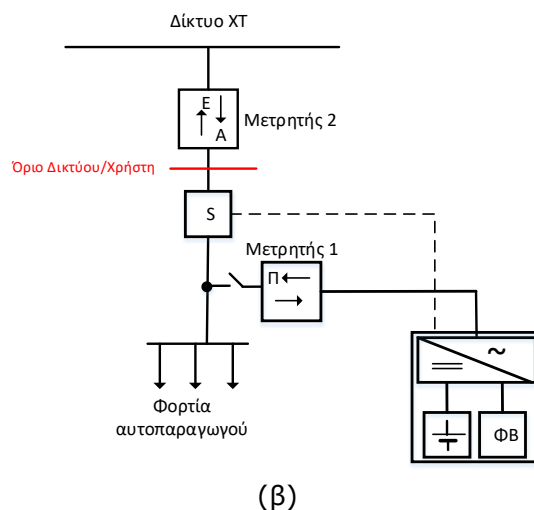 Δίκτυο ΧΤ
Ε
Α
Μετρητής 2
Όριο Δικτύου/Χρήστη
S
Μετρητής 1
Π
~
Φορτία
αυτοπαραγωγού
ΦΒ
(β)